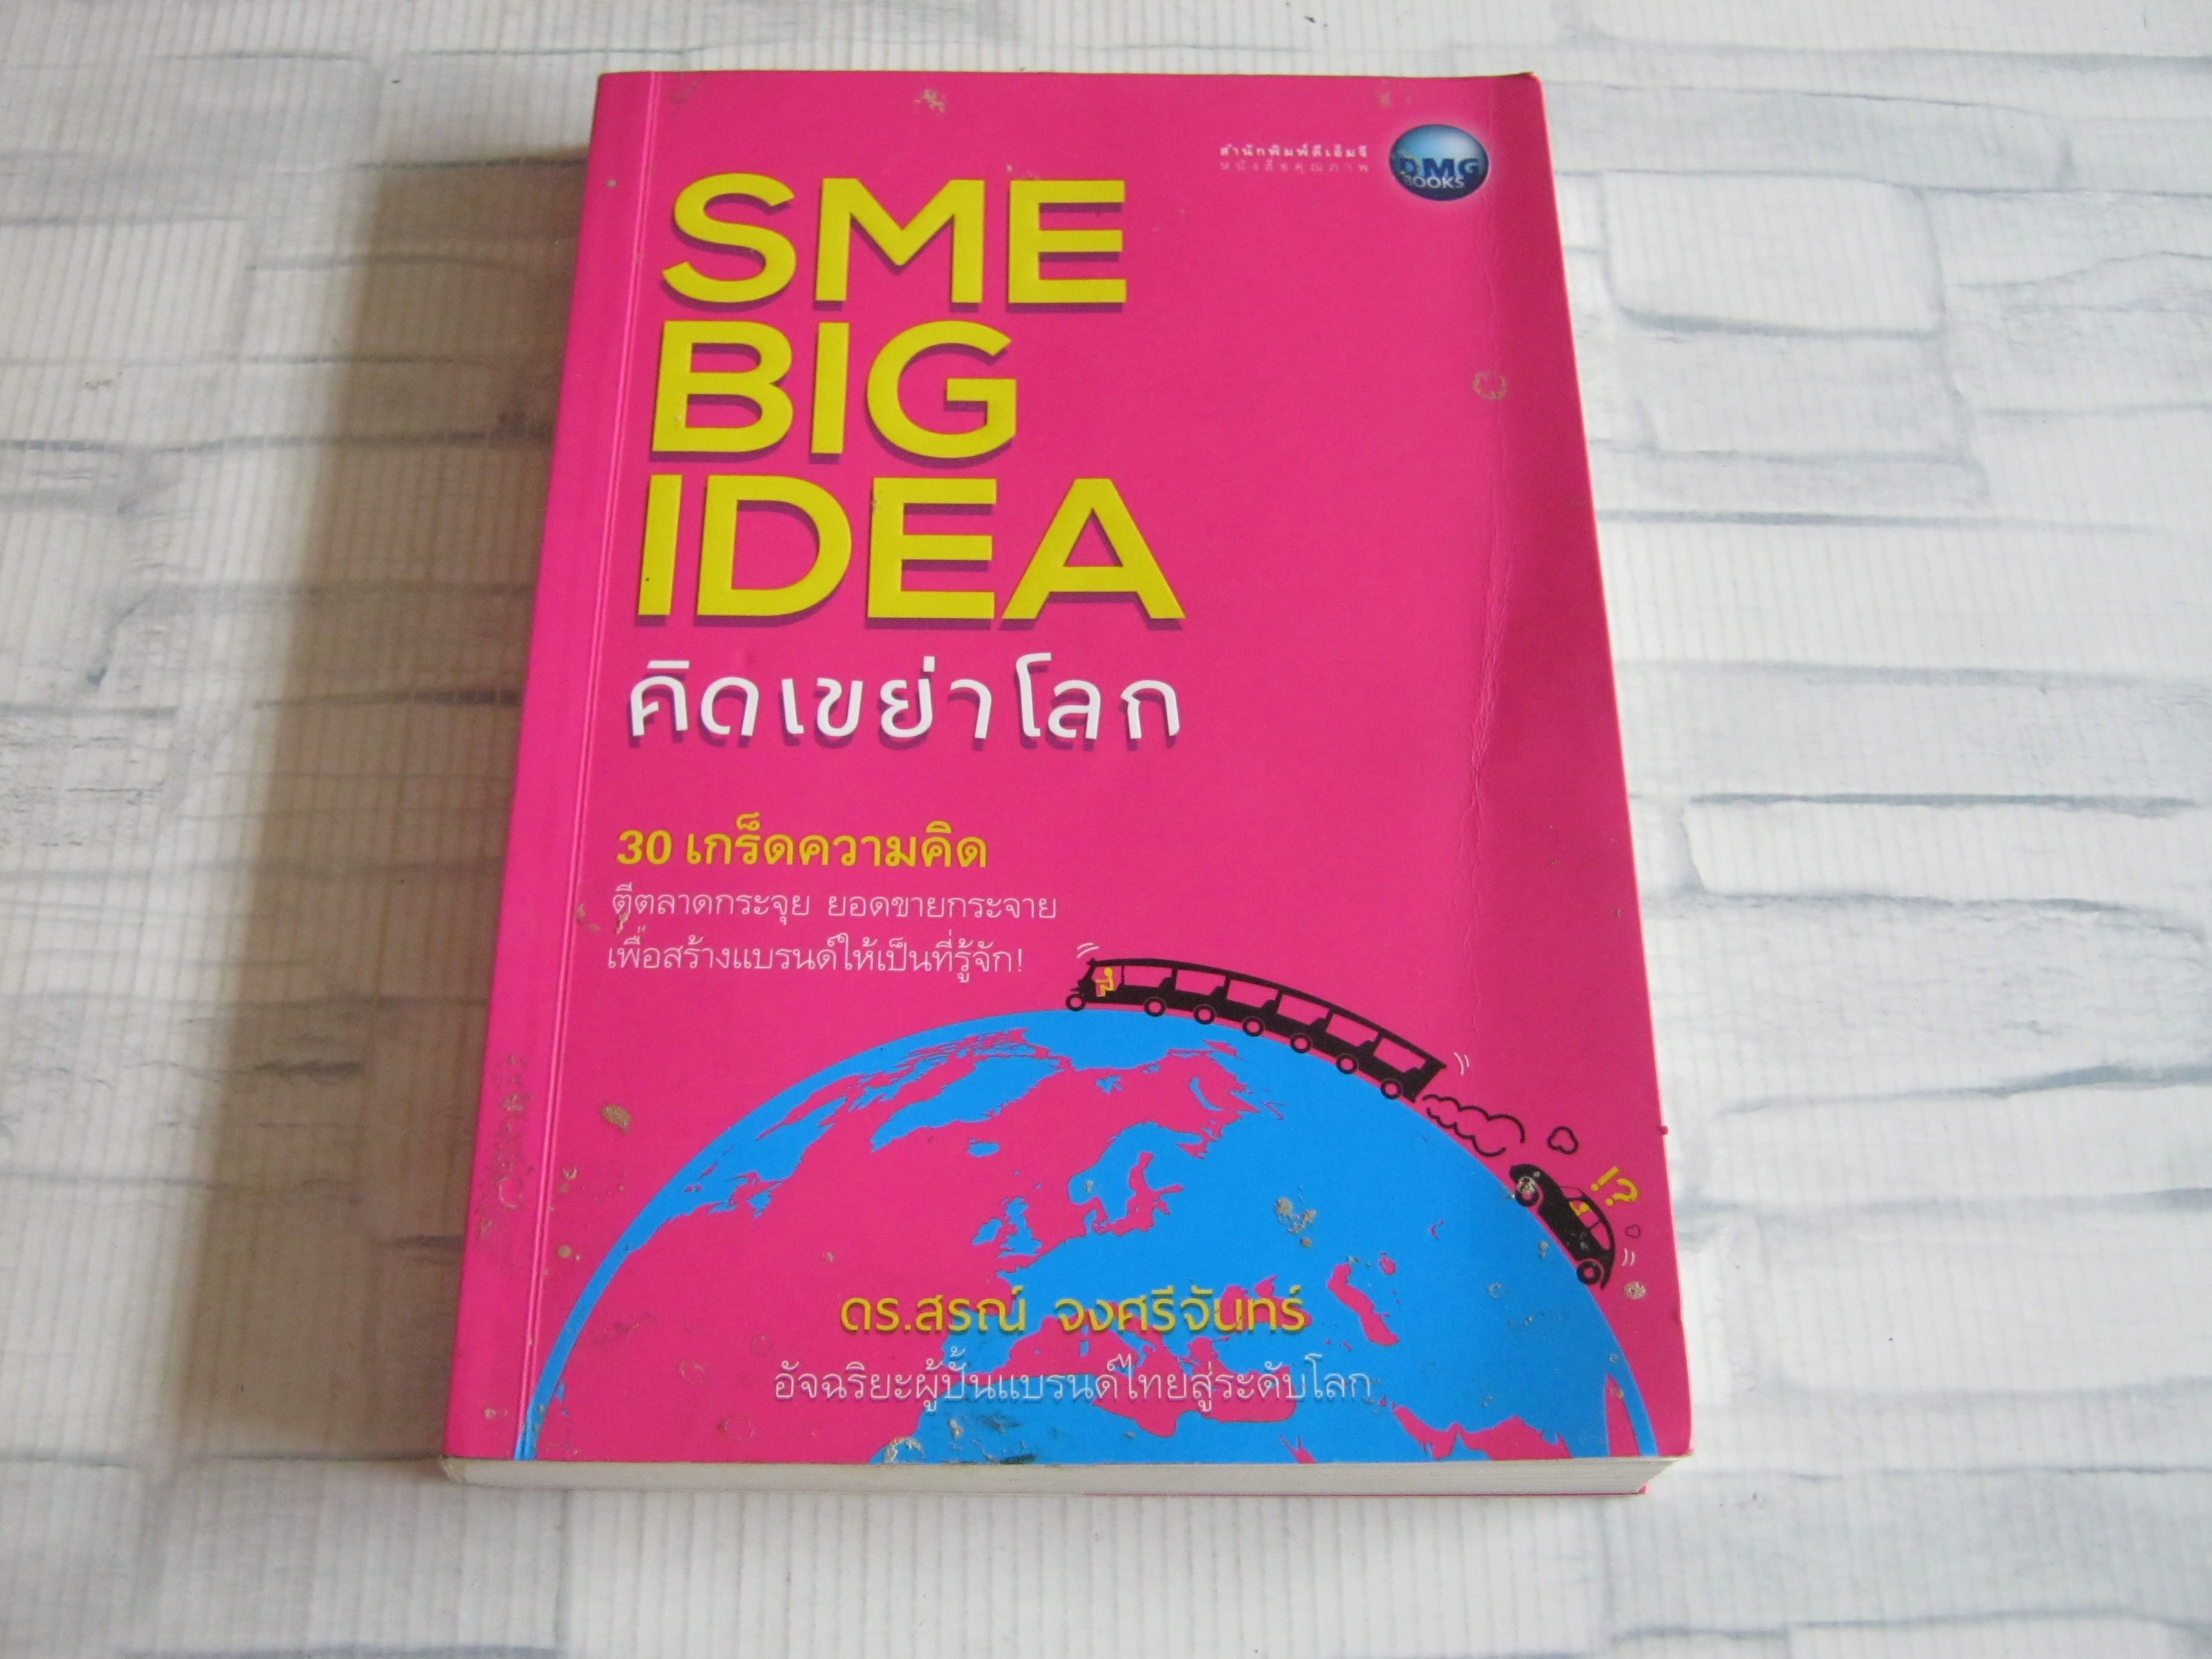 สำนักพิมพ์ดีเอ็มจี
หนังสือคุณภาพ
DMG
BOOKS
SME
BIG
IDEA
คิดเขย่าโลก
30 เกร็ดความคิด
ตีตลาดกระจุย ยอดขายกระจาย
เพื่อสร้างแบรนด์ให้เป็นที่รู้จัก!
!?
ดร.สรณ์ จงศรีจันทร์
อัจฉริยะผู้ปั้นแบรนด์ไทยสู่ระดับโลก